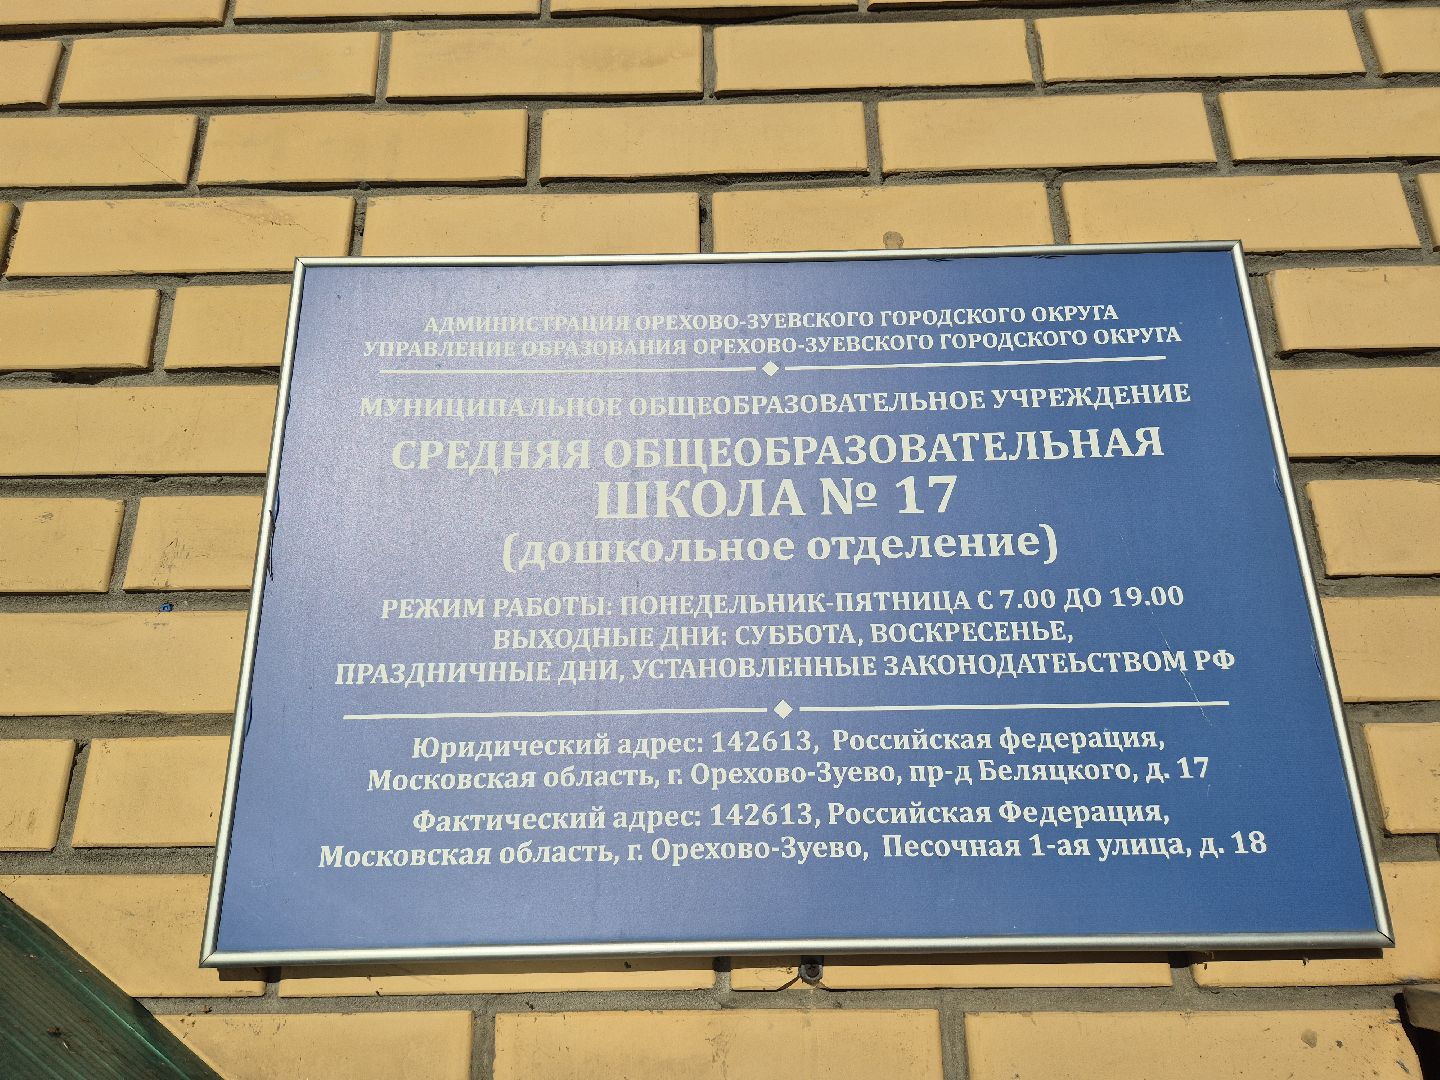 АДМИНИСТРАЦИЯ ОРЕХОВО-ЗУЕВСКОГО ГОРОДСКОГО ОКРУГА
УПРАВЛЕНИЕ ОБРАЗОВАНИЯ ОРЕХОВО-ЗУЕВСКОГО ГОРОДСКОГО ОКРУГА
МУНИЦИПАЛЬНОЕ ОБЩЕОБРАЗОВАТЕЛЬНОЕ УЧРЕЖДЕНИЕ
СРЕДНЯЯ ОБЩЕОБРАЗОВАТЕЛЬНАЯ
ШКОЛА № 17
(дошкольное отделение)
РЕЖИМ РАБОТЫ: ПОНЕДЕЛЬНИК-ПЯТНИЦА С 7.00 ДО 19.00
ВЫХОДНЫЕ ДНИ: СУББОТА, ВОСКРЕСЕНЬЕ,
ПРАЗДНИЧНЫЕ ДНИ, УСТАНОВЛЕННЫЕ ЗАКОНОДАТЕЬСТВОМ РФ
Юридический адрес: 142613, Российская федерация,
Московская область, г. Орехово-Зуево, пр-д Беляцкого, д. 17
Фактический адрес: 142613, Российская Федерация,
Московская область, г. Орехово-Зуево, Песочная 1-ая улица, д. 18